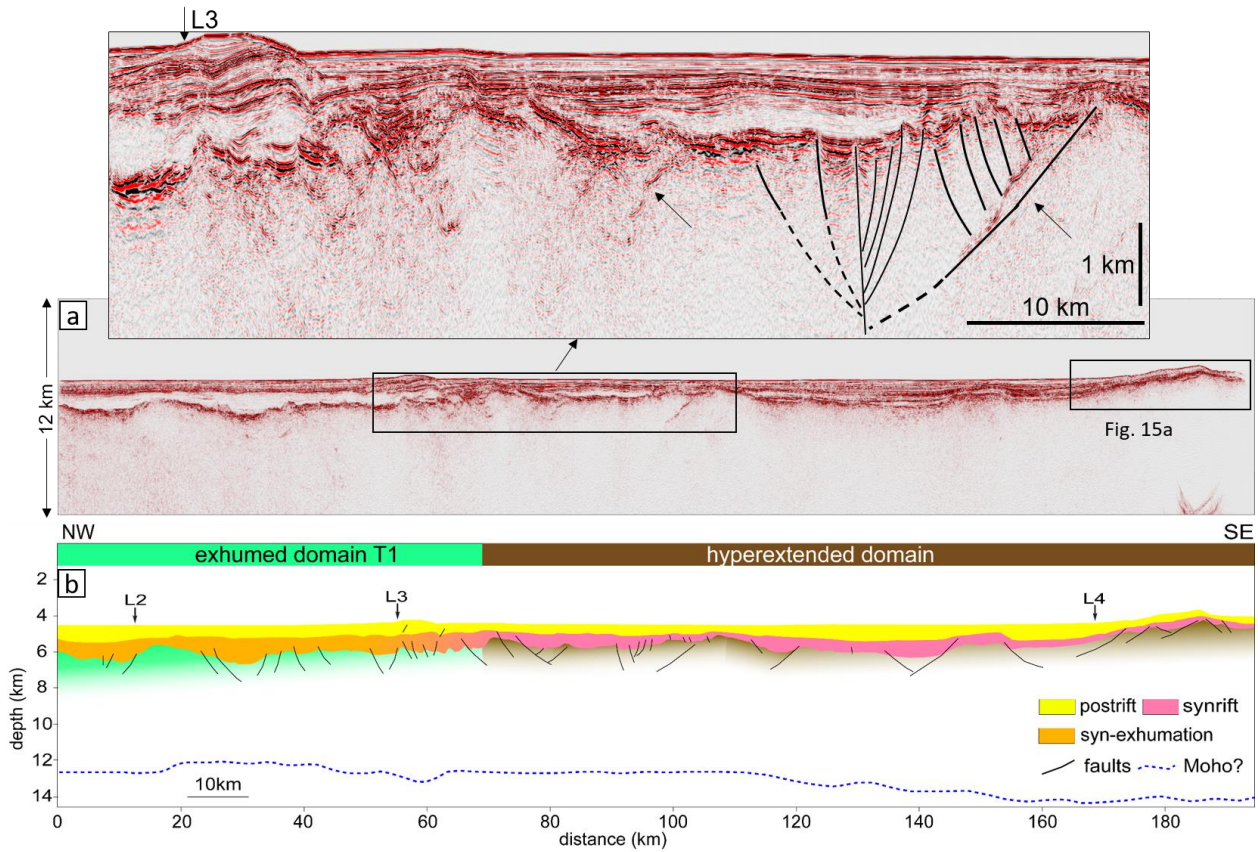 L3
1 km
10 km
a
12 km
Fig. 15a
NW
SE
exhumed domain T1
hyperextended domain
b
2
4
6
8
10
12
14
depth (km)
L2
L3
L4
postrift
synrift
syn-exhumation
faults
Moho?
10km
0
20
40
60
80
100
120
140
160
180
distance (km)